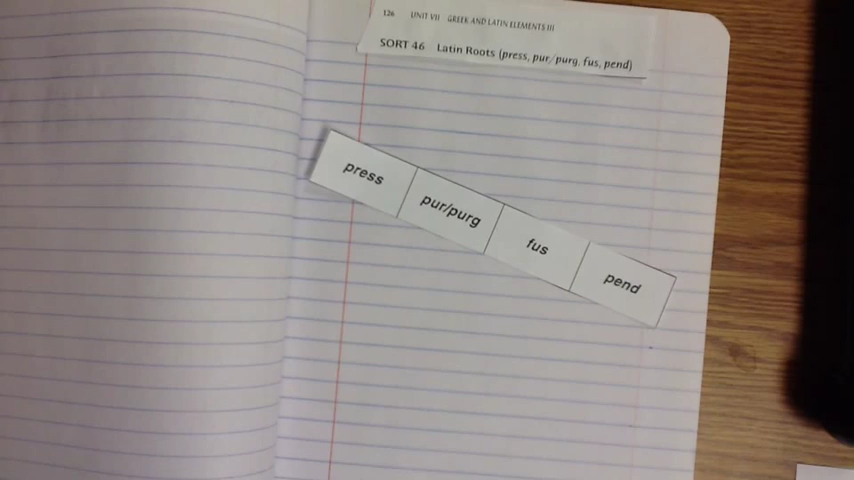 126 UNIT VII GREEK AND LATIN ELEMENTS III
SORT 46 Latin Roots (press, pur/purg, fus, pend)
press
pur/purg
fus
pend